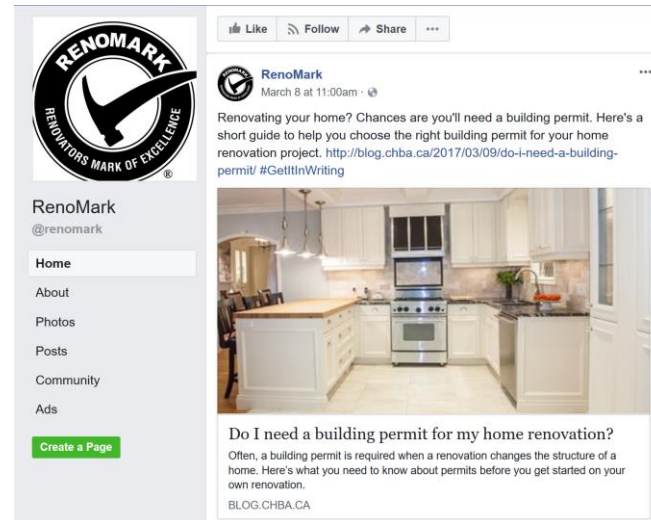 RENOMARK
RENOVATORS MARK OF EXCELLENCE
®
RenoMark
@renomark
Home
About
Photos
Posts
Community
Ads
Create a Page
Like Follow Share ...
RenoMark
March 8 at 11:00am ·
...
Renovating your home? Chances are you'll need a building permit. Here's a
short guide to help you choose the right building permit for your home
renovation project. http://blog.chba.ca/2017/03/09/do-i-need-a-building-
permit/ #GetItInWriting
Do I need a building permit for my home renovation?
Often, a building permit is required when a renovation changes the structure of a
home. Here's what you need to know about permits before you get started on your
own renovation.
BLOG.CHBA.CA